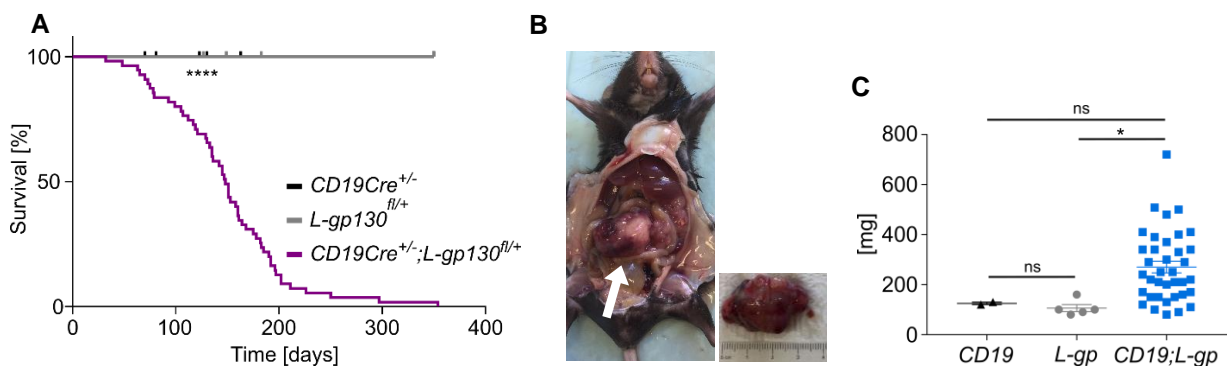 A
Survival [%]
100
50
0
****
CD19Cre+/-
L-gp130fl/+
CD19Cre+/-;L-gp130fl/+
0 100 200 300 400
Time [days]
B
C
[mg]
800
600
400
200
0
ns
*
ns
CD19 L-gp CD19;L-gp